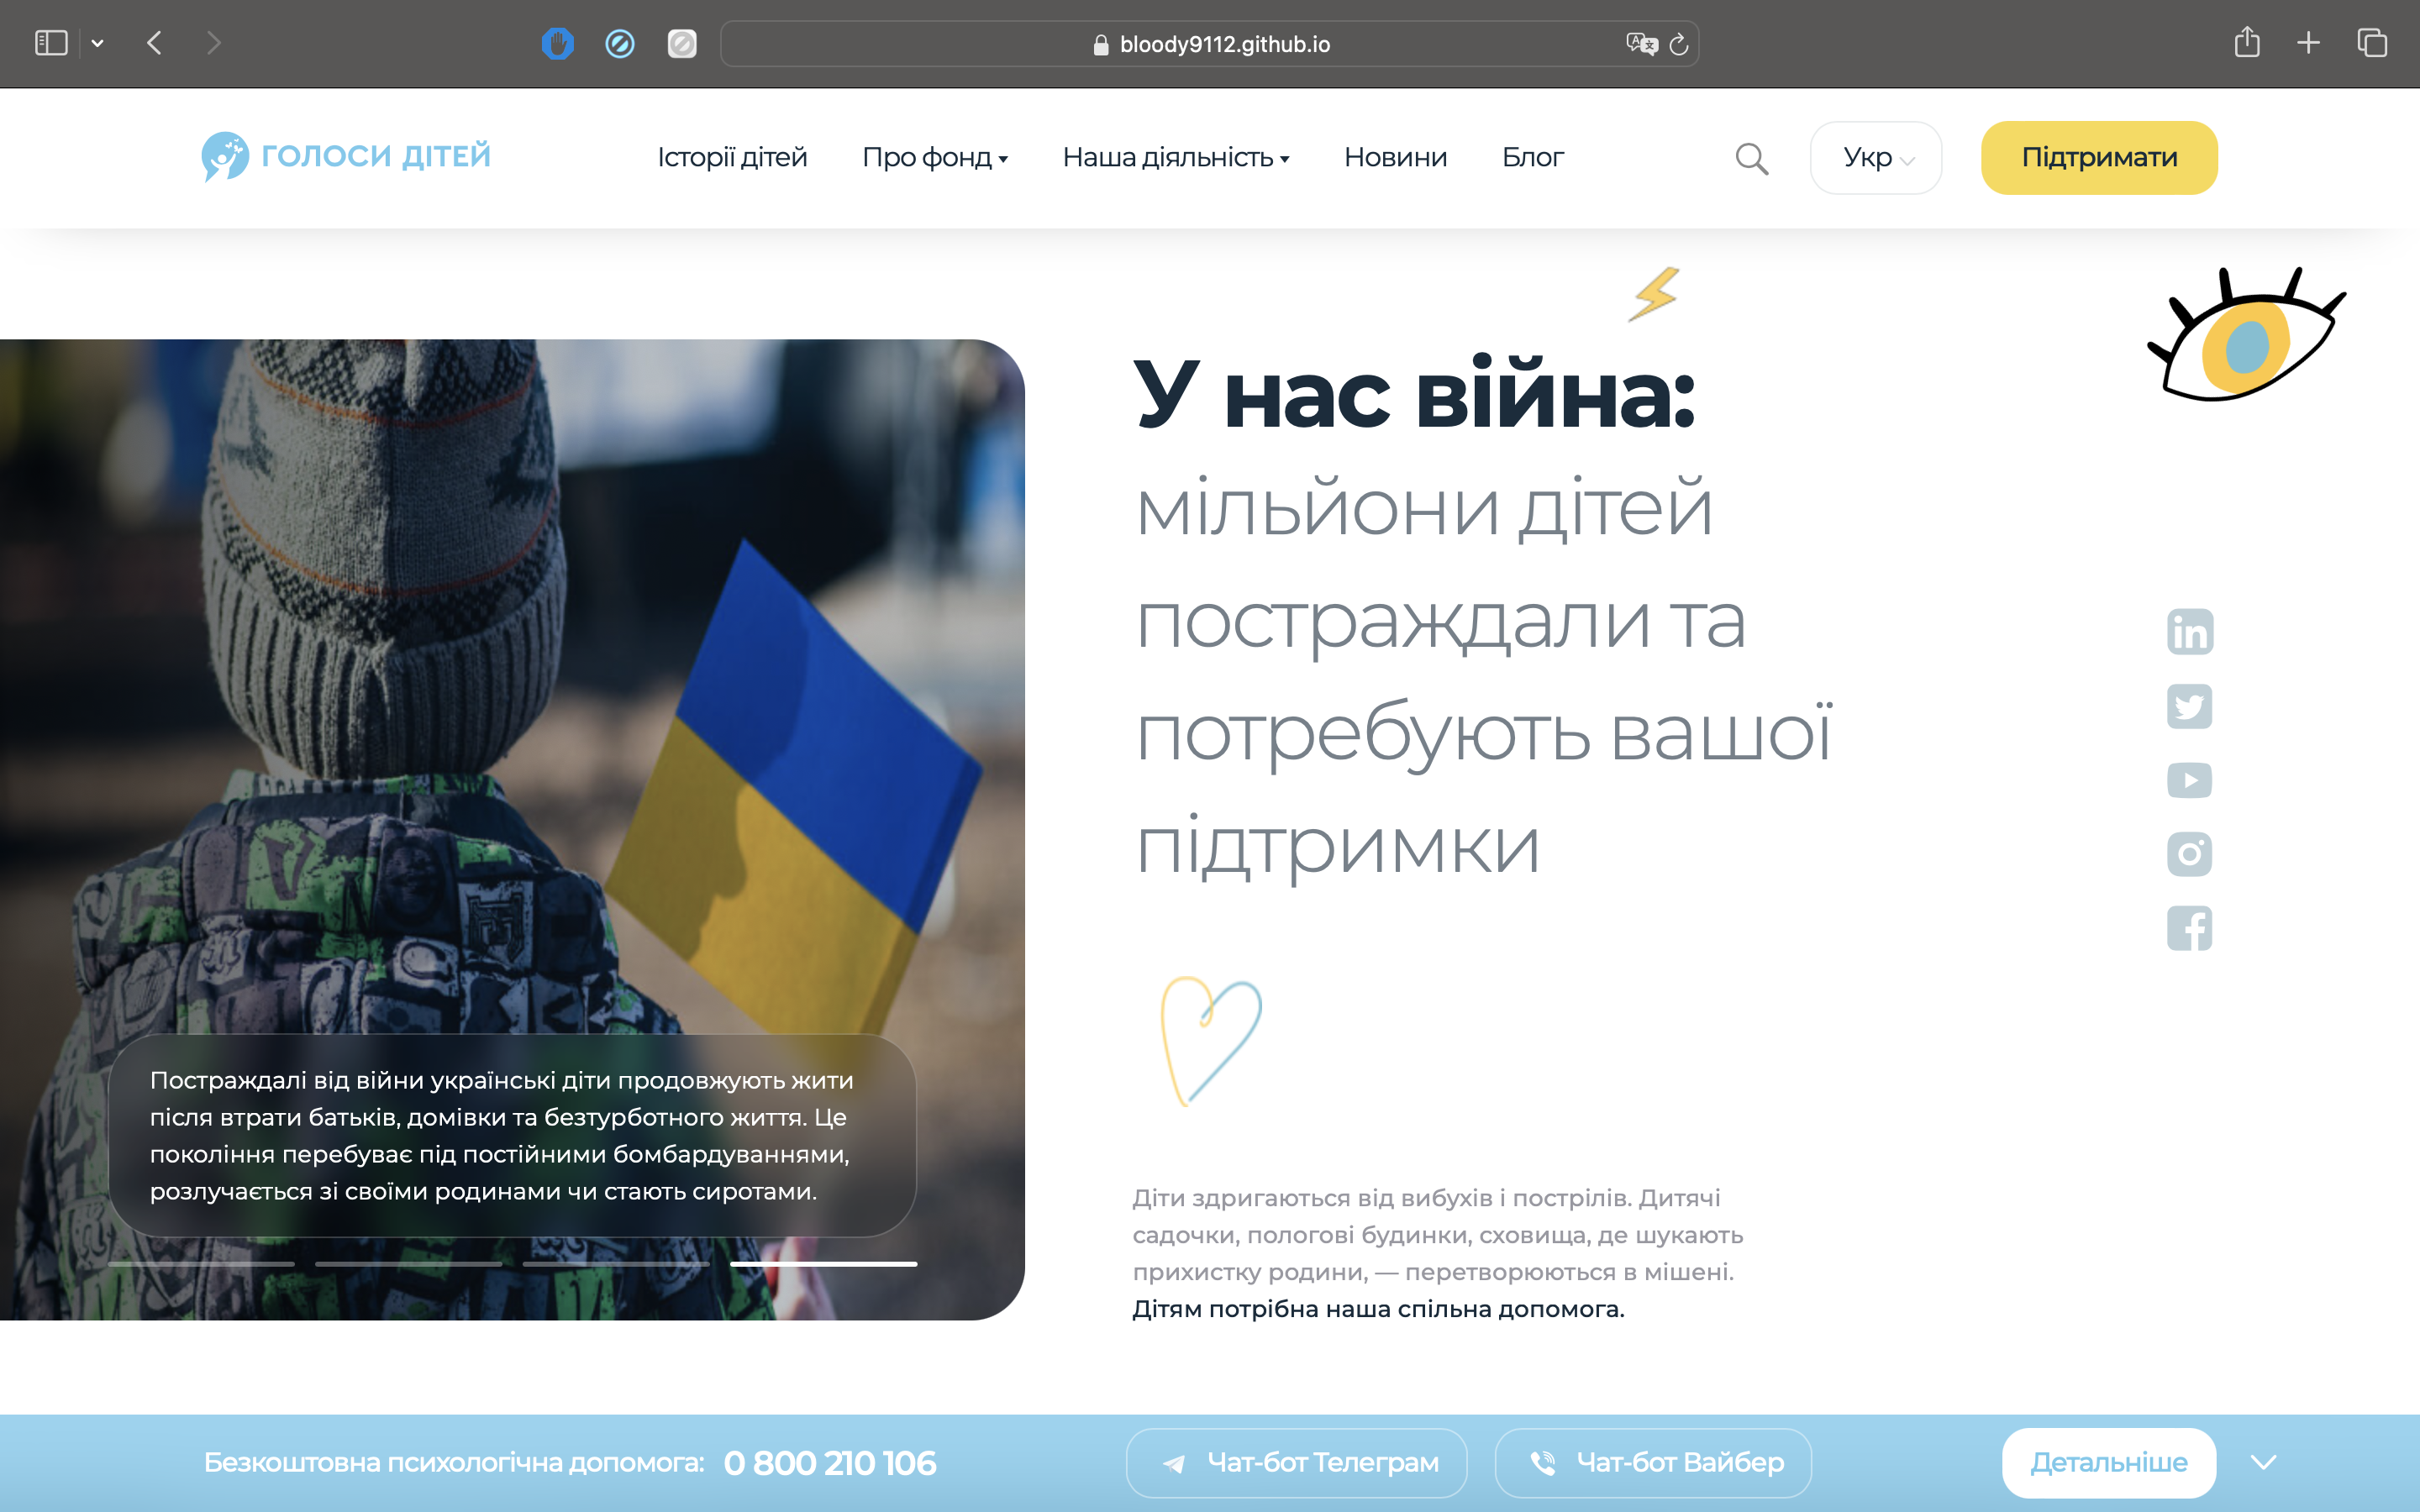 bloody9112.github.io
ГОЛОСИ ДІТЕЙ
Історії дітей
Про фонд
Наша діяльність
Новини
Блог
Укр
Підтримати
У нас війна:
мільйони дітей
постраждали та
потребують вашої
підтримки
Постраждалі від війни українські діти продовжують жити
після втрати батьків, домівки та безтурботного життя. Це
покоління перебуває під постійними бомбардуваннями,
розлучається зі своїми родинами чи стають сиротами.
Діти здригаються від вибухів і пострілів. Дитячі
садочки, пологові будинки, сховища, де шукають
прихистку родини, — перетворюються в мішені.
Дітям потрібна наша спільна допомога.
Безкоштовна психологічна допомога: 0 800 210 106
Чат-бот Телеграм
Чат-бот Вайбер
Детальніше